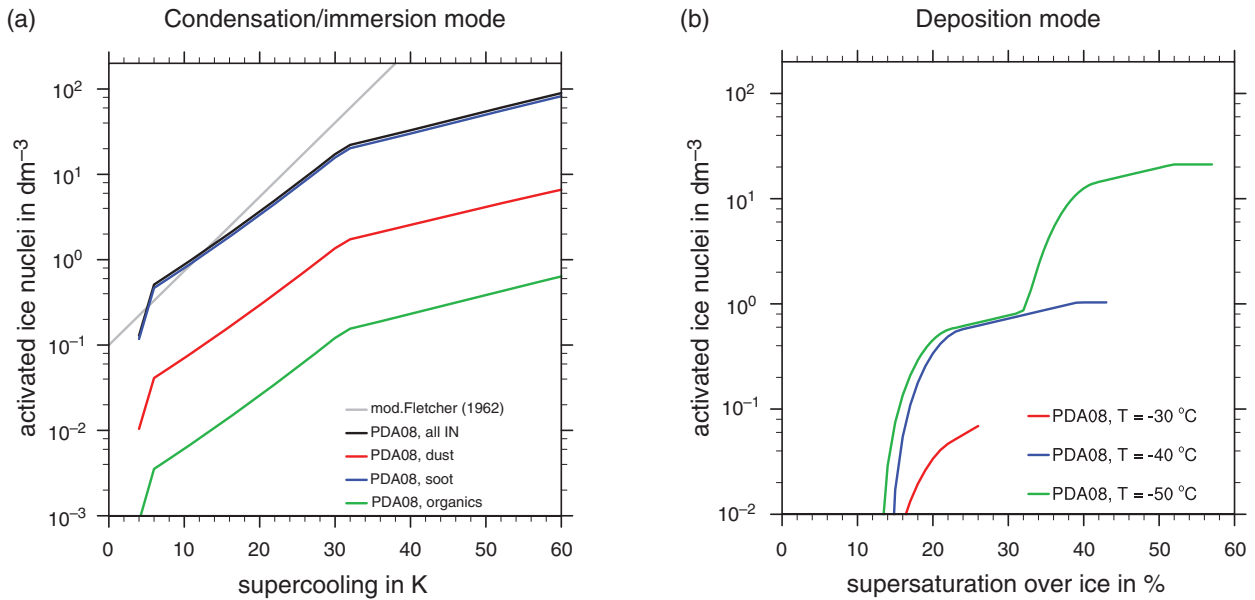 (a) Condensation/immersion mode
activated ice nuclei in dm⁻³
10²
10¹
10⁰
10⁻¹
10⁻²
10⁻³
mod.Fletcher (1962)
PDA08, all IN
PDA08, dust
PDA08, soot
PDA08, organics
0 10 20 30 40 50 60
supercooling in K
(b) Deposition mode
activated ice nuclei in dm⁻³
10²
10¹
10⁰
10⁻¹
10⁻²
PDA08, T = -30 °C
PDA08, T = -40 °C
PDA08, T = -50 °C
0 10 20 30 40 50 60
supersaturation over ice in %